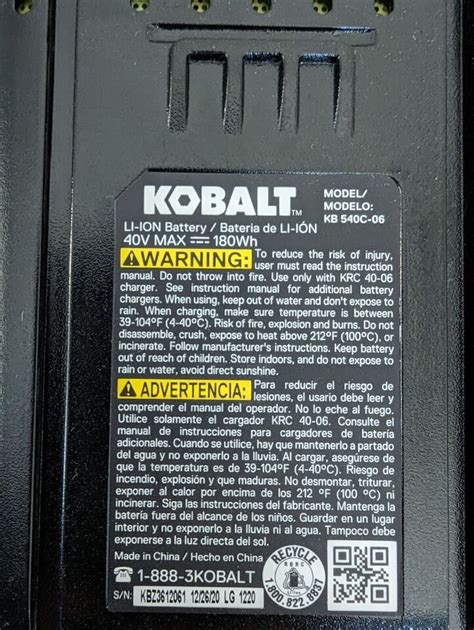 KOBALT™
MODEL/
MODELO:
KB 540C-06
LI-ION Battery / Bateria de LI-IÓN
40V MAX ⎓ 180Wh
WARNING: To reduce the risk of injury,
user must read the instruction
manual. Do not throw into fire. Use only with KRC 40-06
charger. See instruction manual for additional battery
chargers. When using, keep out of water and don't expose to
rain. When charging, make sure temperature is between
39-104°F (4-40°C). Risk of fire, explosion and burns. Do not
disassemble, crush, expose to heat above 212°F (100°C), or
incinerate. Follow manufacturer's instructions. Keep battery
out of reach of children. Store indoors, and do not expose to
rain or water, avoid direct sunshine.
ADVERTENCIA: Para reducir el riesgo de
lesiones, el usario debe leer y
comprender el manual del operador. No lo eche al fuego.
Utilice solamente el cargador KRC 40-06. Consulte el
manual de instrucciones para cargadores de batería
adicionales. Cuando se utilice, hay que mantenerlo a partado
del agua y no exponerlo a la lluvia. Al cargar, asegúrese de
que la temperatura es de 39-104°F (4-40°C). Riesgo de
incendio, explosión y que maduras. No desmontar, triturar,
exponer al calor por encima de los 212 °F (100 °C) ni
incinerar. Siga las instrucciones del fabricante. Mantenga la
batería fuera del alcance de los niños. Guardar en un lugar
interior y no exponerlo a la lluvia ni al agua. Tampoco debe
exponerse a la luz directa del sol.
Made in China / Hecho en China
1-888-3KOBALT
S/N: KBZ3612061 12/26/20 LG 1220
RECYCLE
RBRC
Li-ion
1.800.822.8837